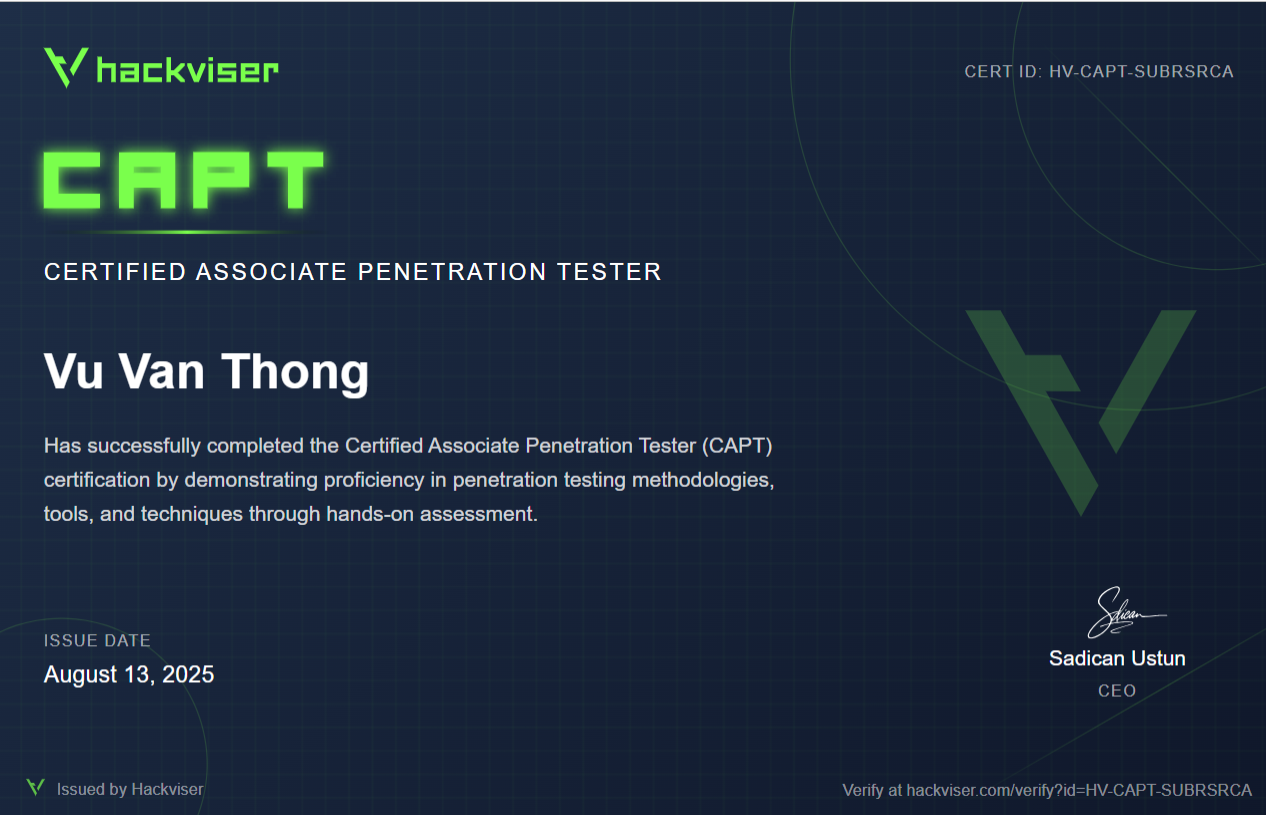 hackviser
CERT ID: HV-CAPT-SUBRSRCA
CAPT
CERTIFIED ASSOCIATE PENETRATION TESTER
Vu Van Thong
Has successfully completed the Certified Associate Penetration Tester (CAPT)
certification by demonstrating proficiency in penetration testing methodologies,
tools, and techniques through hands-on assessment.
ISSUE DATE
August 13, 2025
Sdican
Sadican Ustun
CEO
Issued by Hackviser
Verify at hackviser.com/verify?id=HV-CAPT-SUBRSRCA